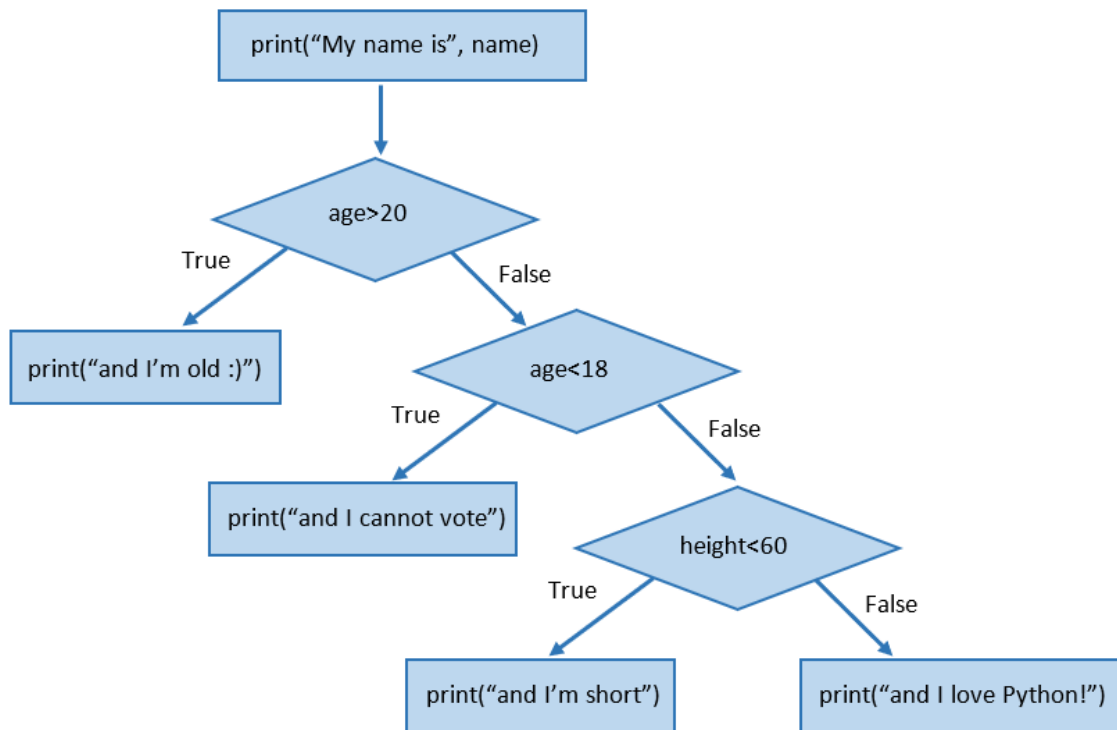 print(“My name is”, name)
age>20
True
False
print(“and I’m old :)”)
age<18
True
False
print(“and I cannot vote”)
height<60
True
False
print(“and I’m short”)
print(“and I love Python!”)